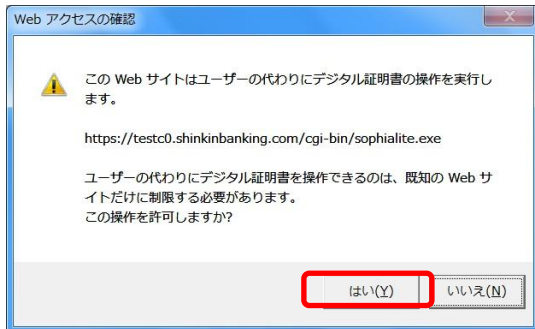 Web アクセスの確認
この Web サイトはユーザーの代わりにデジタル証明書の操作を実行し
ます。
https://testc0.shinkinbanking.com/cgi-bin/sophialite.exe
ユーザーの代わりにデジタル証明書を操作できるのは、既知の Web サ
イトだけに制限する必要があります。
この操作を許可しますか?
はい(Y) いいえ(N)